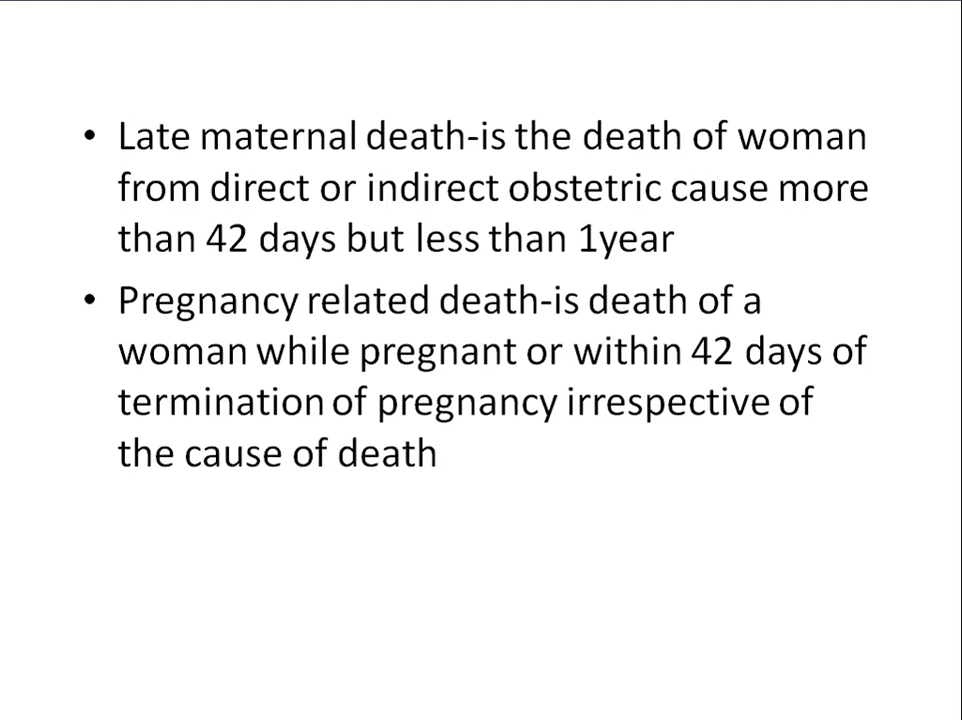 • Late maternal death-is the death of woman
from direct or indirect obstetric cause more
than 42 days but less than 1year
• Pregnancy related death-is death of a
woman while pregnant or within 42 days of
termination of pregnancy irrespective of
the cause of death